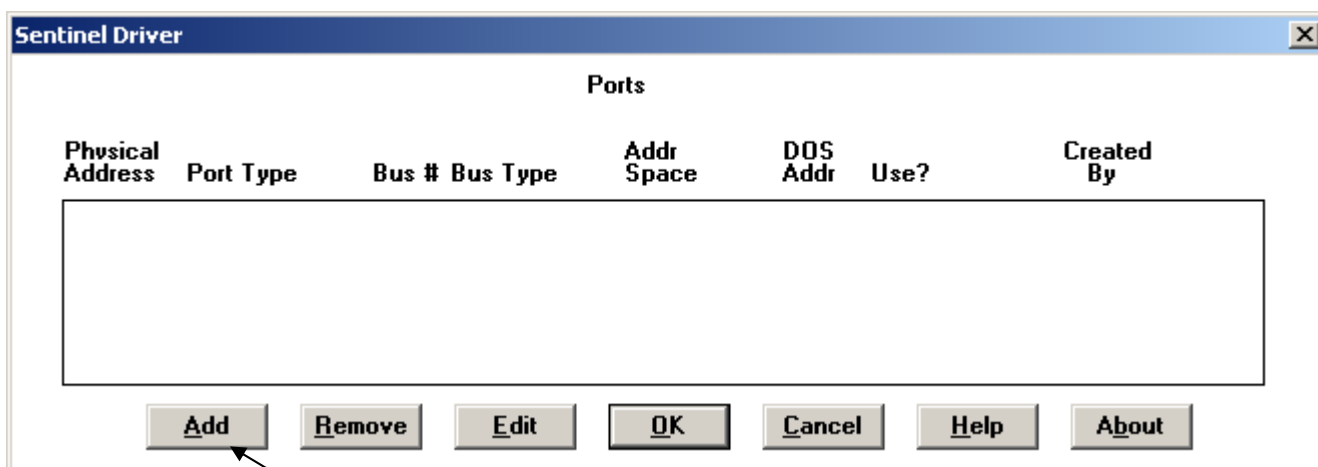 Sentinel Driver
Ports
Physical Address Port Type Bus # Bus Type Addr Space DOS Addr Use? Created By
Add Remove Edit OK Cancel Help About